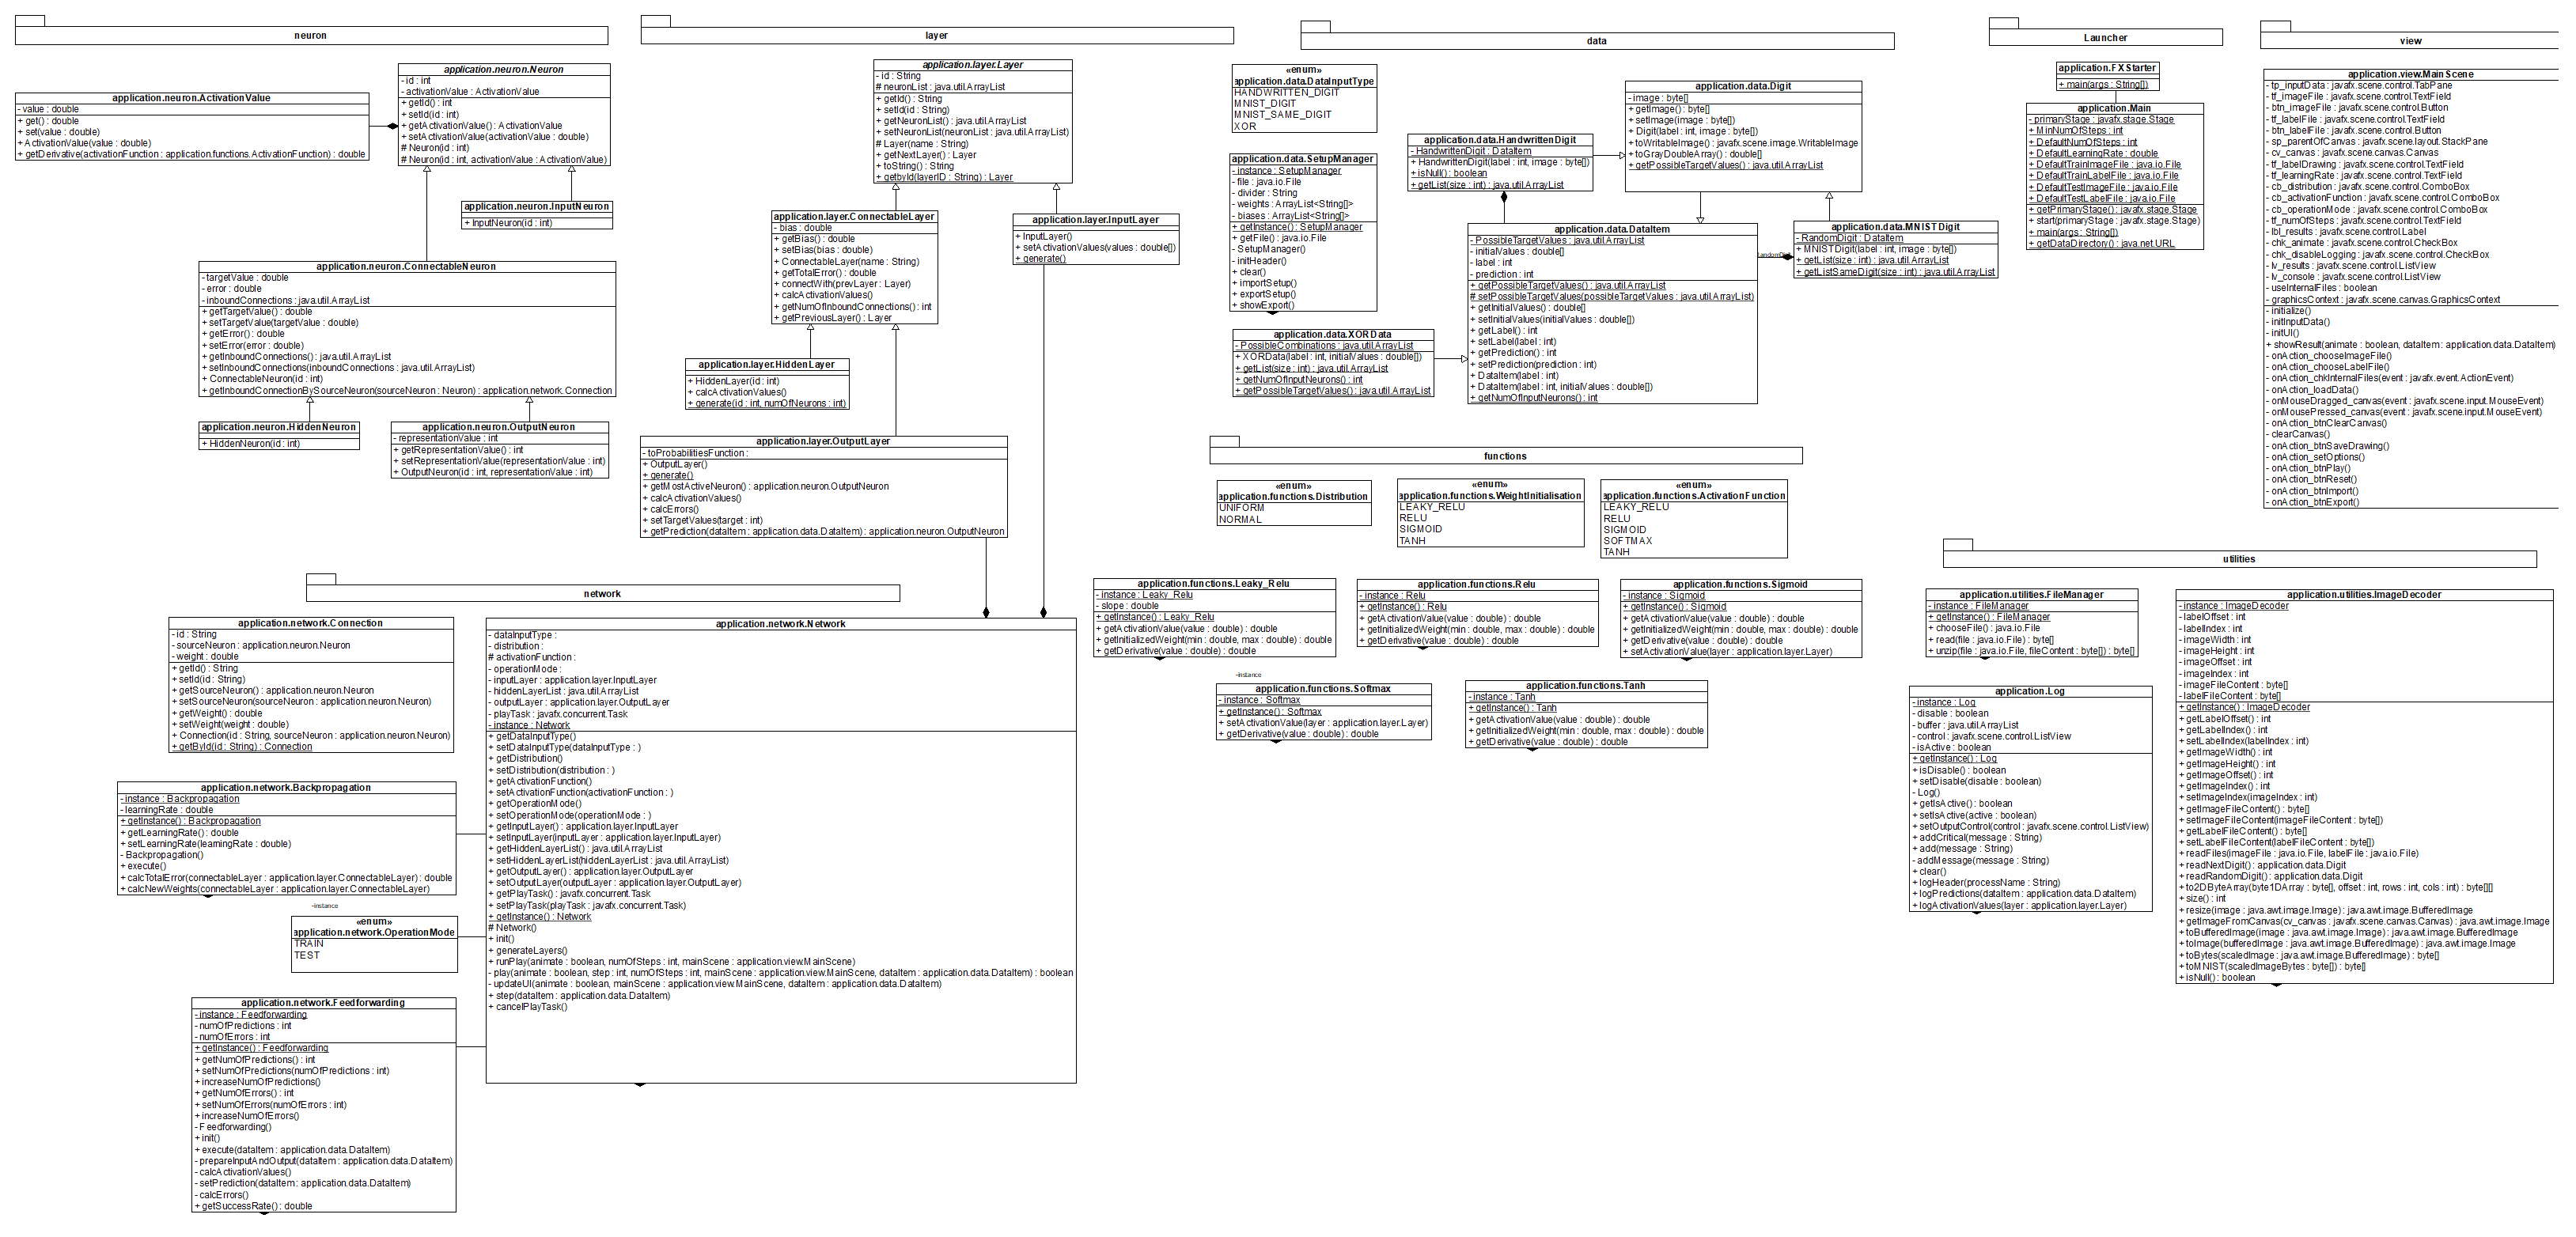 neuron
application.neuron.Neuron
- id : int
- activationValue : ActivationValue
+ getId() : int
+ setId(id : int)
+ getActivationValue() : ActivationValue
+ setActivationValue(activationValue : double)
# Neuron(id : int)
# Neuron(id : int, activationValue : ActivationValue)
application.neuron.ActivationValue
- value : double
+ get() : double
+ set(value : double)
+ ActivationValue(value : double)
+ getDerivative(activationFunction : application.functions.ActivationFunction) : double
application.neuron.InputNeuron
+ InputNeuron(id : int)
application.neuron.ConnectableNeuron
- targetValue : double
- error : double
- inboundConnections : java.util.ArrayList
+ getTargetValue() : double
+ setTargetValue(targetValue : double)
+ getError() : double
+ setError(error : double)
+ getInboundConnections() : java.util.ArrayList
+ setInboundConnections(inboundConnections : java.util.ArrayList)
+ ConnectableNeuron(id : int)
+ getInboundConnectionBySourceNeuron(sourceNeuron : Neuron) : application.network.Connection
application.neuron.HiddenNeuron
+ HiddenNeuron(id : int)
application.neuron.OutputNeuron
- representationValue : int
+ getRepresentationValue() : int
+ setRepresentationValue(representationValue : int)
+ OutputNeuron(id : int, representationValue : int)
layer
application.layer.Layer
- id : String
# neuronList : java.util.ArrayList
+ getId() : String
+ setId(id : String)
+ getNeuronList() : java.util.ArrayList
+ setNeuronList(neuronList : java.util.ArrayList)
# Layer(name : String)
+ getNextLayer() : Layer
+ toString() : String
+ getbyId(layerID : String) : Layer
application.layer.ConnectableLayer
- bias : double
+ getBias() : double
+ setBias(bias : double)
+ ConnectableLayer(name : String)
+ getTotalError() : double
+ connectWith(prevLayer : Layer)
+ calcActivationValues()
+ getNumOfInboundConnections() : int
+ getPreviousLayer() : Layer
application.layer.InputLayer
+ InputLayer()
+ setActivationValues(values : double[])
+ generate()
application.layer.HiddenLayer
+ HiddenLayer(id : int)
+ calcActivationValues()
+ generate(id : int, numOfNeurons : int)
application.layer.OutputLayer
- toProbabilitiesFunction :
+ OutputLayer()
+ generate()
+ getMostActiveNeuron() : application.neuron.OutputNeuron
+ calcActivationValues()
+ calcErrors()
+ setTargetValues(target : int)
+ getPrediction(dataItem : application.data.DataItem) : application.neuron.OutputNeuron
data
«enum»
application.data.DataInputType
HANDWRITTEN_DIGIT
MNIST_DIGIT
MNIST_SAME_DIGIT
XOR
application.data.SetupManager
- instance : SetupManager
- file : java.io.File
- divider : String
- weights : ArrayList<String[]>
- biases : ArrayList<String[]>
+ getInstance() : SetupManager
+ getFile() : java.io.File
- SetupManager()
- initHeader()
+ clear()
+ importSetup()
+ exportSetup()
+ showExport()
application.data.HandwrittenDigit
- HandwrittenDigit : DataItem
+ HandwrittenDigit(label : int, image : byte[])
+ isNull() : boolean
+ getList(size : int) : java.util.ArrayList
application.data.Digit
- image : byte[]
+ getImage() : byte[]
+ setImage(image : byte[])
+ Digit(label : int, image : byte[])
+ toWritableImage() : javafx.scene.image.WritableImage
+ toGrayDoubleArray() : double[]
+ getPossibleTargetValues() : java.util.ArrayList
application.data.DataItem
- PossibleTargetValues : java.util.ArrayList
- initialValues : double[]
- label : int
- prediction : int
+ getPossibleTargetValues() : java.util.ArrayList
# setPossibleTargetValues(possibleTargetValues : java.util.ArrayList)
+ getInitialValues() : double[]
+ setInitialValues(initialValues : double[])
+ getLabel() : int
+ setLabel(label : int)
+ getPrediction() : int
+ setPrediction(prediction : int)
+ DataItem(label : int)
+ DataItem(label : int, initialValues : double[])
+ getNumOfInputNeurons() : int
application.data.MNISTDigit
- RandomDigit : DataItem
+ MNISTDigit(label : int, image : byte[])
+ getList(size : int) : java.util.ArrayList
+ getListSameDigit(size : int) : java.util.ArrayList
application.data.XORData
- PossibleCombinations : java.util.ArrayList
+ XORData(label : int, initialValues : double[])
+ getList(size : int) : java.util.ArrayList
+ getNumOfInputNeurons() : int
+ getPossibleTargetValues() : java.util.ArrayList
Launcher
application.FXStarter
+ main(args : String[])
application.Main
- primaryStage : javafx.stage.Stage
+ MinNumOfSteps : int
+ DefaultNumOfSteps : int
+ DefaultLearningRate : double
+ DefaultTrainImageFile : java.io.File
+ DefaultTrainLabelFile : java.io.File
+ DefaultTestImageFile : java.io.File
+ DefaultTestLabelFile : java.io.File
+ getPrimaryStage() : javafx.stage.Stage
+ start(primaryStage : javafx.stage.Stage)
+ main(args : String[])
+ getDataDirectory() : java.net.URL
view
application.view.MainScene
- tp_inputData : javafx.scene.control.TabPane
- tf_imageFile : javafx.scene.control.TextField
- btn_imageFile : javafx.scene.control.Button
- tf_labelFile : javafx.scene.control.TextField
- btn_labelFile : javafx.scene.control.Button
- sp_parentOfCanvas : javafx.scene.layout.StackPane
- cv_canvas : javafx.scene.canvas.Canvas
- tf_labelDrawing : javafx.scene.control.TextField
- tf_learningRate : javafx.scene.control.TextField
- cb_distribution : javafx.scene.control.ComboBox
- cb_activationFunction : javafx.scene.control.ComboBox
- cb_operationMode : javafx.scene.control.ComboBox
- tf_numOfSteps : javafx.scene.control.TextField
- lbl_results : javafx.scene.control.Label
- chk_animate : javafx.scene.control.CheckBox
- chk_disableLogging : javafx.scene.control.CheckBox
- lv_results : javafx.scene.control.ListView
- lv_console : javafx.scene.control.ListView
- useInternalFiles : boolean
- graphicsContext : javafx.scene.canvas.GraphicsContext
- initialize()
- initInputData()
- initUI()
+ showResult(animate : boolean, dataItem : application.data.DataItem)
- onAction_chooseImageFile()
- onAction_chooseLabelFile()
- onAction_chkInternalFiles(event : javafx.event.ActionEvent)
- onAction_loadData()
- onMouseDragged_canvas(event : javafx.scene.input.MouseEvent)
- onMousePressed_canvas(event : javafx.scene.input.MouseEvent)
- onAction_btnClearCanvas()
- clearCanvas()
- onAction_btnSaveDrawing()
- onAction_setOptions()
- onAction_btnPlay()
- onAction_btnReset()
- onAction_btnImport()
- onAction_btnExport()
functions
«enum»
application.functions.Distribution
UNIFORM
NORMAL
«enum»
application.functions.WeightInitialisation
LEAKY_RELU
RELU
SIGMOID
TANH
«enum»
application.functions.ActivationFunction
LEAKY_RELU
RELU
SIGMOID
SOFTMAX
TANH
application.functions.Leaky_Relu
- instance : Leaky_Relu
- slope : double
+ getInstance() : Leaky_Relu
+ getActivationValue(value : double) : double
+ getInitializedWeight(min : double, max : double) : double
+ getDerivative(value : double) : double
application.functions.Relu
- instance : Relu
+ getInstance() : Relu
+ getActivationValue(value : double) : double
+ getInitializedWeight(min : double, max : double) : double
+ getDerivative(value : double) : double
application.functions.Sigmoid
- instance : Sigmoid
+ getInstance() : Sigmoid
+ getActivationValue(value : double) : double
+ getInitializedWeight(min : double, max : double) : double
+ getDerivative(value : double) : double
+ setActivationValue(layer : application.layer.Layer)
-instance
application.functions.Softmax
- instance : Softmax
+ getInstance() : Softmax
+ setActivationValue(layer : application.layer.Layer)
+ getDerivative(value : double) : double
application.functions.Tanh
- instance : Tanh
+ getInstance() : Tanh
+ getActivationValue(value : double) : double
+ getInitializedWeight(min : double, max : double) : double
+ getDerivative(value : double) : double
utilities
application.utilities.FileManager
- instance : FileManager
+ getInstance() : FileManager
+ chooseFile() : java.io.File
+ read(file : java.io.File) : byte[]
+ unzip(file : java.io.File, fileContent : byte[]) : byte[]
application.Log
- instance : Log
- disable : boolean
- buffer : java.util.ArrayList
- control : javafx.scene.control.ListView
- isActive : boolean
+ getInstance() : Log
+ isDisable() : boolean
+ setDisable(disable : boolean)
- Log()
+ getIsActive() : boolean
+ setIsActive(active : boolean)
+ setOutputControl(control : javafx.scene.control.ListView)
+ addCritical(message : String)
+ add(message : String)
- addMessage(message : String)
+ clear()
+ logHeader(processName : String)
+ logPredictions(dataItem : application.data.DataItem)
+ logActivationValues(layer : application.layer.Layer)
application.utilities.ImageDecoder
- instance : ImageDecoder
- labelOffset : int
- labelIndex : int
- imageWidth : int
- imageHeight : int
- imageOffset : int
- imageIndex : int
- imageFileContent : byte[]
- labelFileContent : byte[]
+ getInstance() : ImageDecoder
+ getLabelOffset() : int
+ getLabelIndex() : int
+ setLabelIndex(labelIndex : int)
+ getImageWidth() : int
+ getImageHeight() : int
+ getImageOffset() : int
+ getImageIndex() : int
+ setImageIndex(imageIndex : int)
+ getImageFileContent() : byte[]
+ setImageFileContent(imageFileContent : byte[])
+ getLabelFileContent() : byte[]
+ setLabelFileContent(labelFileContent : byte[])
+ readFiles(imageFile : java.io.File, labelFile : java.io.File)
+ readNextDigit() : application.data.Digit
+ readRandomDigit() : application.data.Digit
+ to2DByteArray(byte1DArray : byte[], offset : int, rows : int, cols : int) : byte[][]
+ size() : int
+ resize(image : java.awt.image.Image) : java.awt.image.BufferedImage
+ getImageFromCanvas(cv_canvas : javafx.scene.canvas.Canvas) : java.awt.image.Image
+ toBufferedImage(image : java.awt.image.Image) : java.awt.image.BufferedImage
+ toImage(bufferedImage : java.awt.image.BufferedImage) : java.awt.image.Image
+ toBytes(scaledImage : java.awt.image.BufferedImage) : byte[]
+ toMNIST(scaledImageBytes : byte[]) : byte[]
+ isNull() : boolean
network
application.network.Connection
- id : String
- sourceNeuron : application.neuron.Neuron
- weight : double
+ getId() : String
+ setId(id : String)
+ getSourceNeuron() : application.neuron.Neuron
+ setSourceNeuron(sourceNeuron : application.neuron.Neuron)
+ getWeight() : double
+ setWeight(weight : double)
+ Connection(id : String, sourceNeuron : application.neuron.Neuron)
+ getById(id : String) : Connection
application.network.Backpropagation
- instance : Backpropagation
- learningRate : double
+ getInstance() : Backpropagation
+ getLearningRate() : double
+ setLearningRate(learningRate : double)
- Backpropagation()
+ execute()
+ calcTotalError(connectableLayer : application.layer.ConnectableLayer) : double
+ calcNewWeights(connectableLayer : application.layer.ConnectableLayer)
-instance
«enum»
application.network.OperationMode
TRAIN
TEST
application.network.Feedforwarding
- instance : Feedforwarding
- numOfPredictions : int
- numOfErrors : int
+ getInstance() : Feedforwarding
+ getNumOfPredictions() : int
+ setNumOfPredictions(numOfPredictions : int)
+ increaseNumOfPredictions()
+ getNumOfErrors() : int
+ setNumOfErrors(numOfErrors : int)
+ increaseNumOfErrors()
- Feedforwarding()
+ init()
+ execute(dataItem : application.data.DataItem)
- prepareInputAndOutput(dataItem : application.data.DataItem)
- calcActivationValues()
- setPrediction(dataItem : application.data.DataItem)
- calcErrors()
+ getSuccessRate() : double
application.network.Network
- dataInputType :
- distribution :
# activationFunction :
- operationMode :
- inputLayer : application.layer.InputLayer
- hiddenLayerList : java.util.ArrayList
- outputLayer : application.layer.OutputLayer
- playTask : javafx.concurrent.Task
- instance : Network
+ getDataInputType()
+ setDataInputType(dataInputType : )
+ getDistribution()
+ setDistribution(distribution : )
+ getActivationFunction()
+ setActivationFunction(activationFunction : )
+ getOperationMode()
+ setOperationMode(operationMode : )
+ getInputLayer() : application.layer.InputLayer
+ setInputLayer(inputLayer : application.layer.InputLayer)
+ getHiddenLayerList() : java.util.ArrayList
+ setHiddenLayerList(hiddenLayerList : java.util.ArrayList)
+ getOutputLayer() : application.layer.OutputLayer
+ setOutputLayer(outputLayer : application.layer.OutputLayer)
+ getPlayTask() : javafx.concurrent.Task
+ setPlayTask(playTask : javafx.concurrent.Task)
+ getInstance() : Network
# Network()
+ init()
+ generateLayers()
+ runPlay(animate : boolean, numOfSteps : int, mainScene : application.view.MainScene)
- play(animate : boolean, step : int, numOfSteps : int, mainScene : application.view.MainScene, dataItem : application.data.DataItem) : boolean
- updateUI(animate : boolean, mainScene : application.view.MainScene, dataItem : application.data.DataItem)
+ step(dataItem : application.data.DataItem)
+ cancelPlayTask()